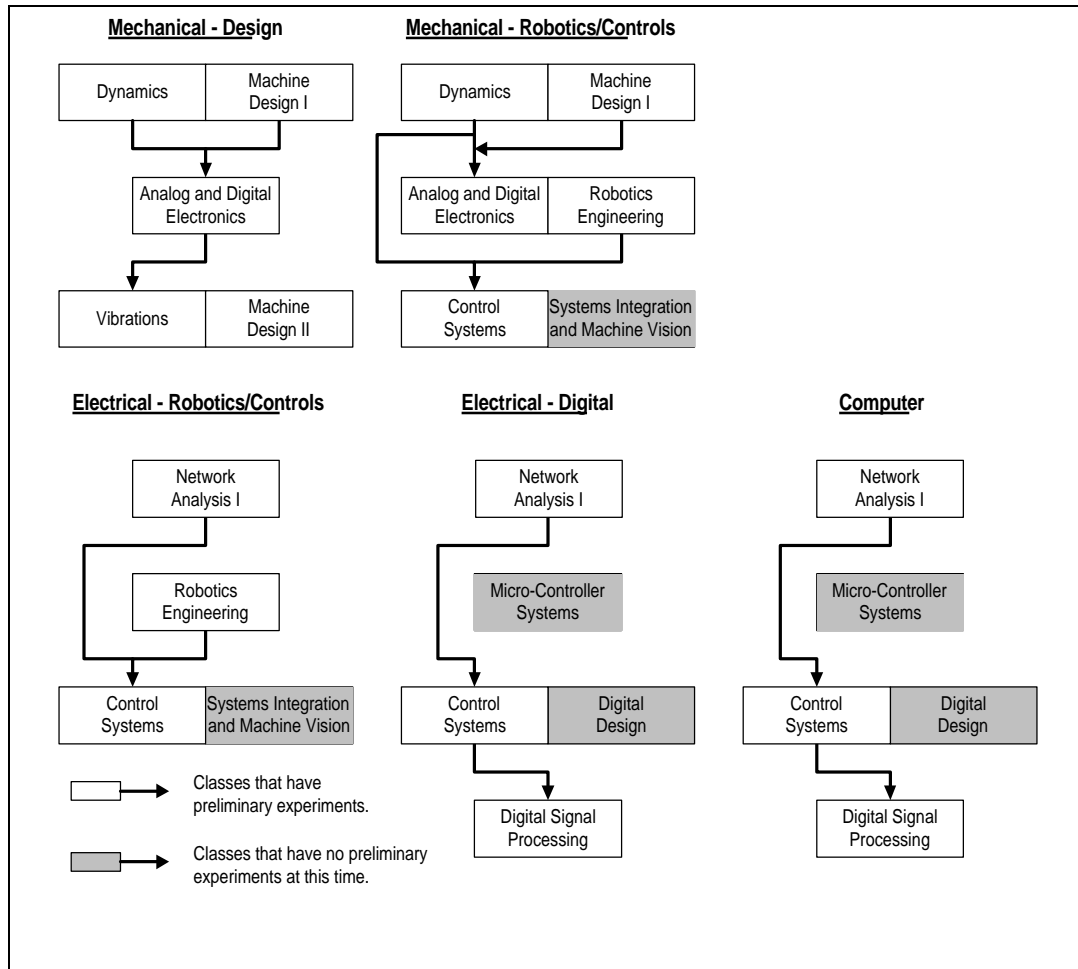 Mechanical - Design
Mechanical - Robotics/Controls
Dynamics
Machine
Design I
Dynamics
Machine
Design I
Analog and Digital
Electronics
Analog and Digital
Electronics
Robotics
Engineering
Vibrations
Machine
Design II
Control
Systems
Systems Integration
and Machine Vision
Electrical - Robotics/Controls
Electrical - Digital
Computer
Network
Analysis I
Network
Analysis I
Network
Analysis I
Robotics
Engineering
Micro-Controller
Systems
Micro-Controller
Systems
Control
Systems
Systems Integration
and Machine Vision
Control
Systems
Digital
Design
Control
Systems
Digital
Design
Classes that have
preliminary experiments.
Digital Signal
Processing
Digital Signal
Processing
Classes that have no preliminary
experiments at this time.